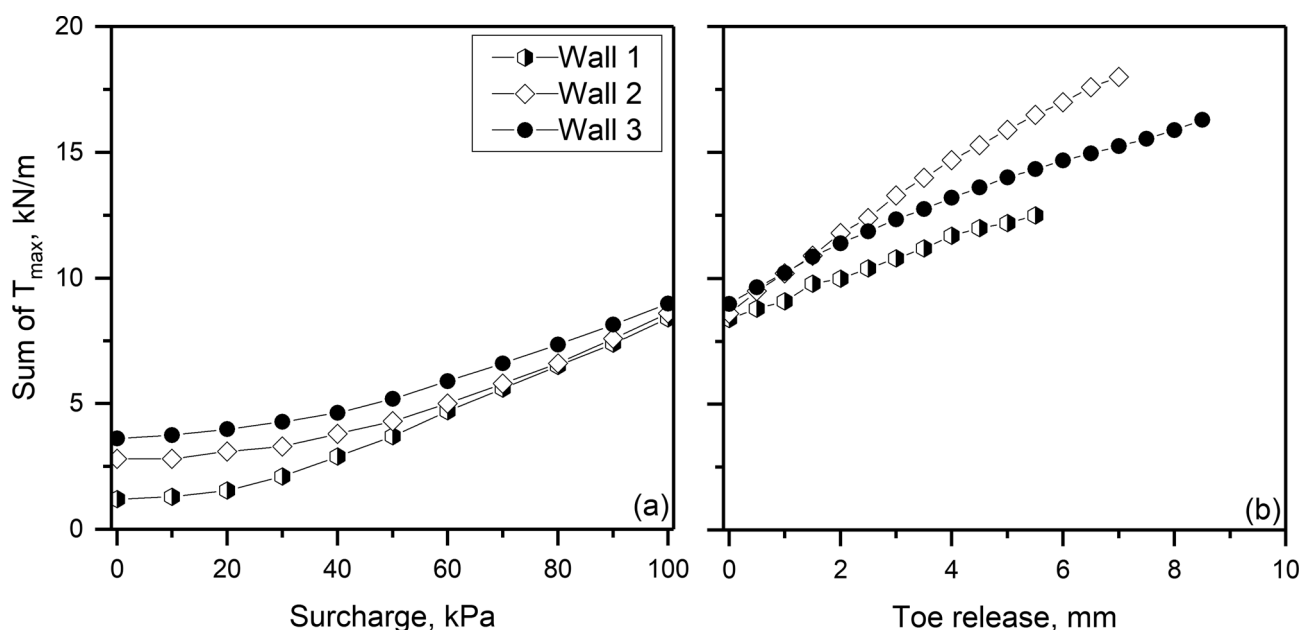 Sum of Tmax, kN/m
20
15
10
5
0
Wall 1
Wall 2
Wall 3
(a)
0 20 40 60 80 100
Surcharge, kPa
(b)
0 2 4 6 8 10
Toe release, mm